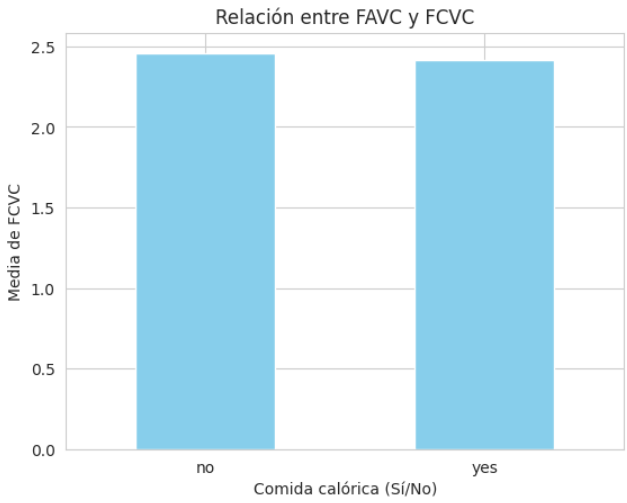 Relación entre FAVC y FCVC
2.5
2.0
1.5
1.0
0.5
0.0
Media de FCVC
no yes
Comida calórica (Sí/No)